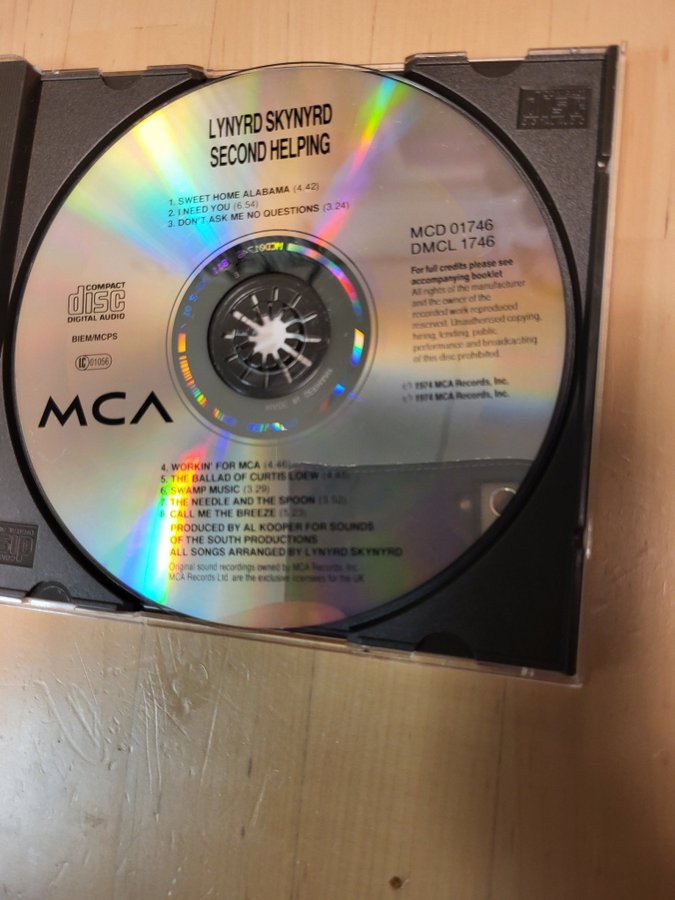 LYNYRD SKYNYRD
SECOND HELPING
1. SWEET HOME ALABAMA (4.42)
2. I NEED YOU (6.54)
3. DON'T ASK ME NO QUESTIONS (3.24)
MCD 01746
DMCL 1746
For full credits please see
accompanying booklet
All rights of the manufacturer
and the owner of the
recorded work reproduced
reserved. Unauthorised copying,
hiring, lending, public
performance and broadcasting
of this disc prohibited.
℗ 1974 MCA Records, Inc.
© 1974 MCA Records, Inc.
COMPACT
disc
DIGITAL AUDIO
BIEM/MCPS
LC 01056
MCA
4. WORKIN' FOR MCA (4.46)
5. THE BALLAD OF CURTIS LOEW
6. SWAMP MUSIC (3.29)
7. THE NEEDLE AND THE SPOON (3.52)
8. CALL ME THE BREEZE (5.23)
PRODUCED BY AL KOOPER FOR SOUNDS
OF THE SOUTH PRODUCTIONS
ALL SONGS ARRANGED BY LYNYRD SKYNYRD
Original sound recordings owned by MCA Records, Inc.
MCA Records Ltd. are the exclusive licensees for the UK